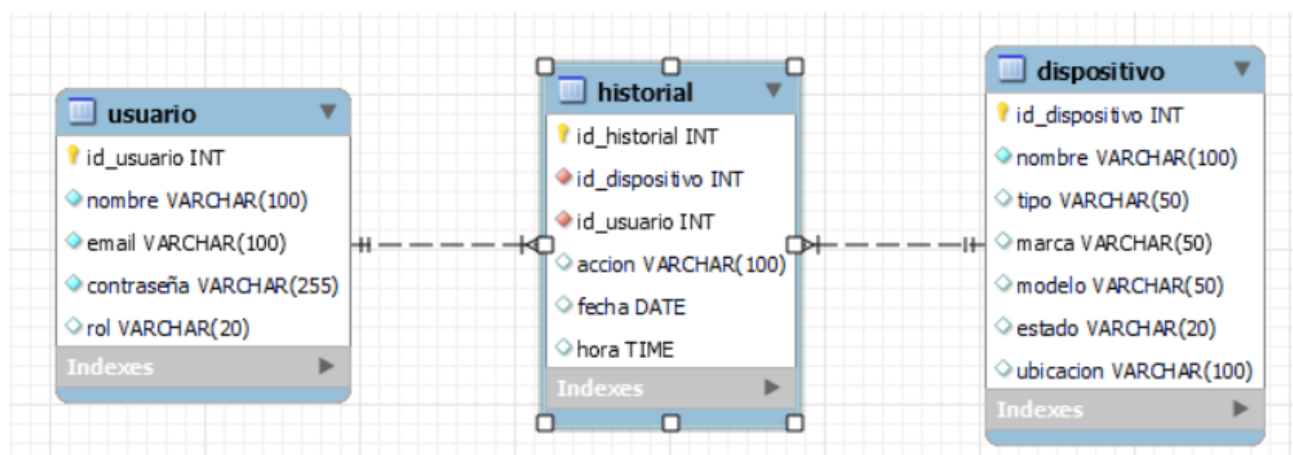 usuario
id_usuario INT
nombre VARCHAR(100)
email VARCHAR(100)
contraseña VARCHAR(255)
rol VARCHAR(20)
Indexes
historial
id_historial INT
id_dispositivo INT
id_usuario INT
accion VARCHAR(100)
fecha DATE
hora TIME
Indexes
dispositivo
id_dispositivo INT
nombre VARCHAR(100)
tipo VARCHAR(50)
marca VARCHAR(50)
modelo VARCHAR(50)
estado VARCHAR(20)
ubicacion VARCHAR(100)
Indexes